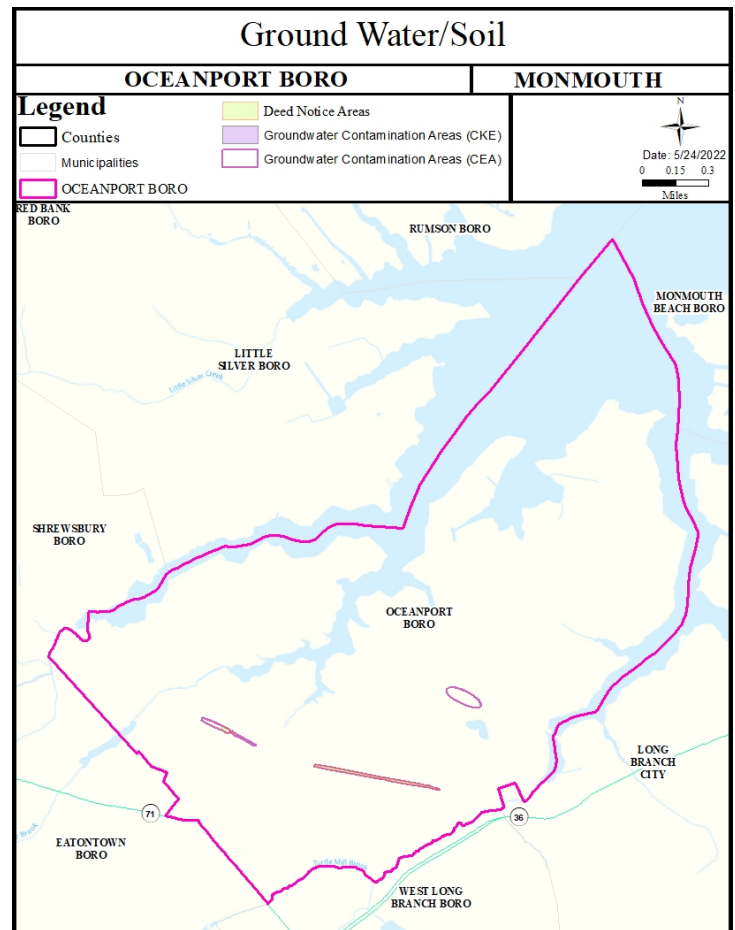 Ground Water/Soil
OCEANPORT BORO
MONMOUTH
Legend
Counties
Municipalities
OCEANPORT BORO
Deed Notice Areas
Groundwater Contamination Areas (CKE)
Groundwater Contamination Areas (CEA)
N
Date: 5/24/2022
0 0.15 0.3
Miles
RED BANK
BORO
RUMSON BORO
MONMOUTH
BEACH BORO
LITTLE
SILVER BORO
Little Silver Creek
SHREWSBURY
BORO
OCEANPORT
BORO
LONG
BRANCH
CITY
71
36
Brook
EATONTOWN
BORO
Turtle Mill Brook
WEST LONG
BRANCH BORO